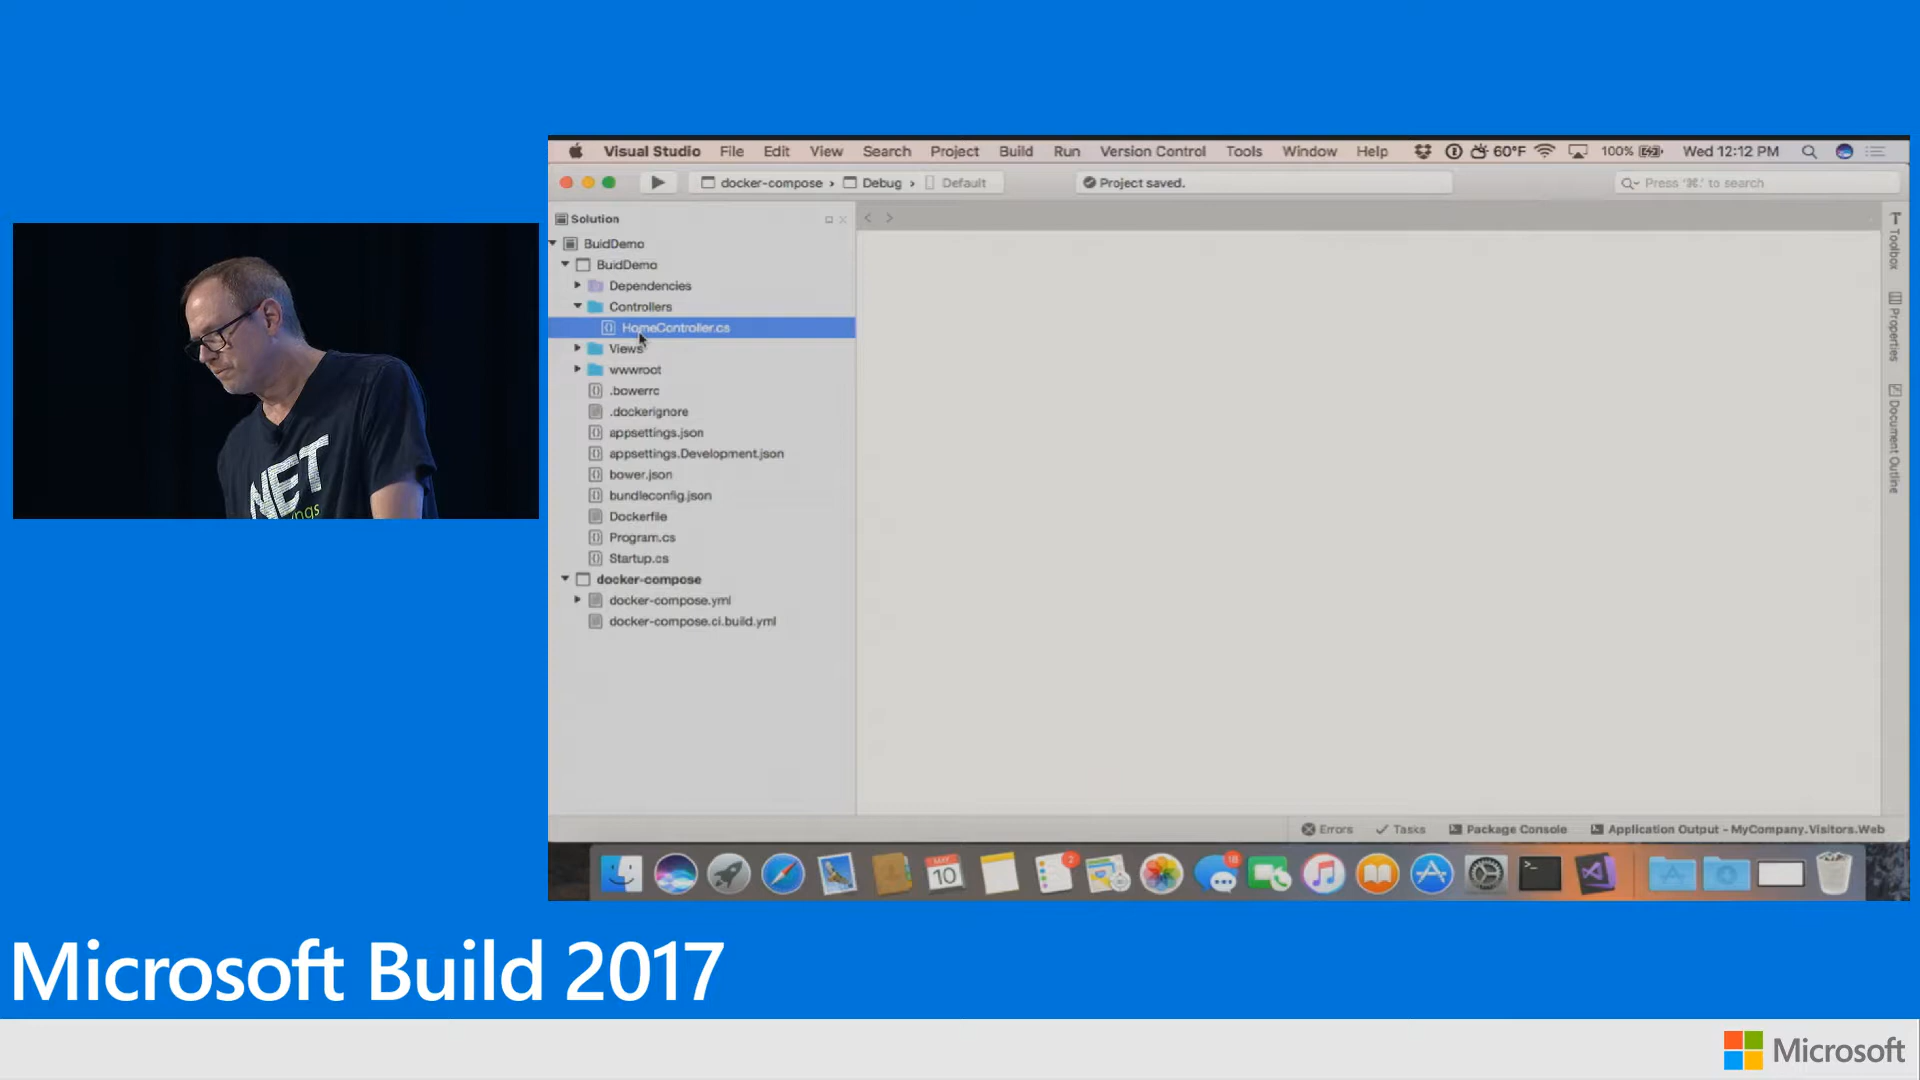 Visual Studio File Edit View Search Project Build Run Version Control Tools Window Help 60°F 100% Wed 12:12 PM
docker-compose › Debug › Default Project saved. Press '⌘.' to search
Solution
BuidDemo
BuidDemo
Dependencies
Controllers
HomeController.cs
Views
wwwroot
.bowerrc
.dockerignore
appsettings.json
appsettings.Development.json
bower.json
bundleconfig.json
Dockerfile
Program.cs
Startup.cs
docker-compose
docker-compose.yml
docker-compose.ci.build.yml
Toolbox
Properties
Document Outline
Errors Tasks Package Console Application Output - MyCompany.Visitors.Web
MAY
10
2
18
.NET
Microsoft Build 2017
Microsoft